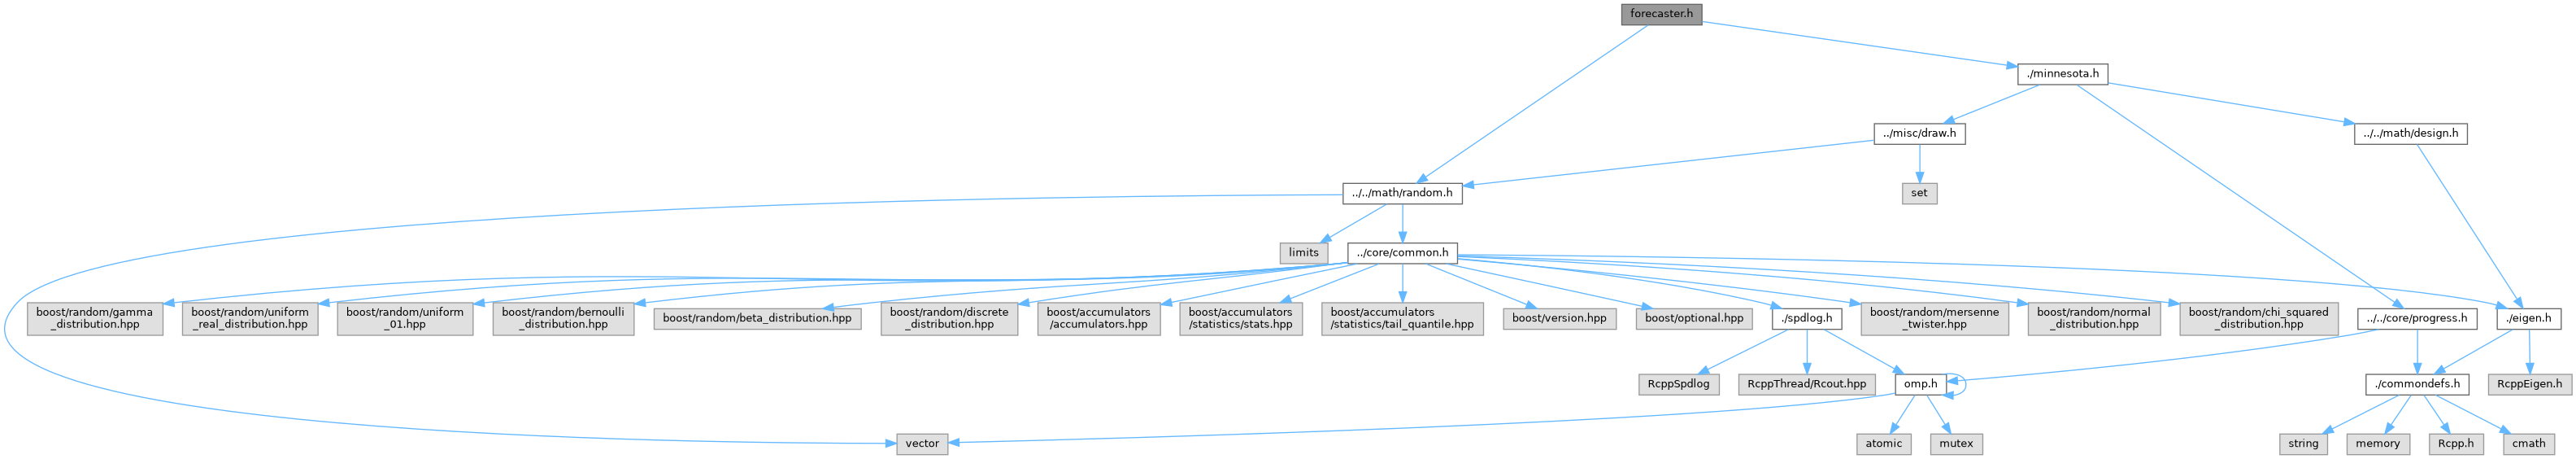 forecaster.h
./minnesota.h
../misc/draw.h
../../math/design.h
../../math/random.h
set
limits
../core/common.h
boost/random/gamma
_distribution.hpp
boost/random/uniform
_real_distribution.hpp
boost/random/uniform
_01.hpp
boost/random/bernoulli
_distribution.hpp
boost/random/beta_distribution.hpp
boost/random/discrete
_distribution.hpp
boost/accumulators
/accumulators.hpp
boost/accumulators
/statistics/stats.hpp
boost/accumulators
/statistics/tail_quantile.hpp
boost/version.hpp
boost/optional.hpp
./spdlog.h
boost/random/mersenne
_twister.hpp
boost/random/normal
_distribution.hpp
boost/random/chi_squared
_distribution.hpp
../../core/progress.h
./eigen.h
RcppSpdlog
RcppThread/Rcout.hpp
omp.h
./commondefs.h
RcppEigen.h
vector
atomic
mutex
string
memory
Rcpp.h
cmath